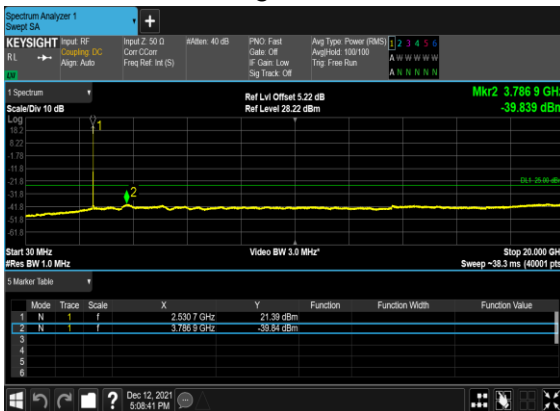 Spectrum Analyzer 1
Swept SA
KEYSIGHT Input: RF Input Z: 50 Ω #Atten: 40 dB PNO: Fast Avg Type: Power (RMS) 1 2 3 4 5 6
RL Coupling: DC Corr CCorr Gate: Off Avg|Hold: 100/100 A W W W W W
Align: Auto Freq Ref: Int (S) IF Gain: Low Trig: Free Run
Sig Track: Off A N N N N N
1 Spectrum Ref Lvl Offset 5.22 dB Mkr2 3.786 9 GHz
Scale/Div 10 dB Ref Level 28.22 dBm -39.839 dBm
Log
18.2
8.22
-1.78
-11.8
-21.8 DL1 -25.00 dBm
-31.8
-41.8
-51.8
-61.8
1
2
Start 30 MHz Video BW 3.0 MHz* Stop 20.000 GHz
#Res BW 1.0 MHz Sweep ~38.3 ms (40001 pts)
5 Marker Table
Mode Trace Scale X Y Function Function Width Function Value
1 N 1 f 2.530 7 GHz 21.39 dBm
2 N 1 f 3.786 9 GHz -39.84 dBm
3
4
5
6
Dec 12, 2021
5:08:41 PM